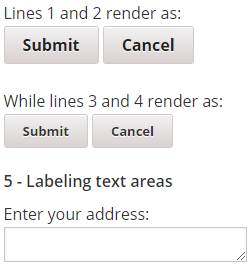 Lines 1 and 2 render as:
Submit Cancel
While lines 3 and 4 render as:
Submit Cancel
5 - Labeling text areas
Enter your address: